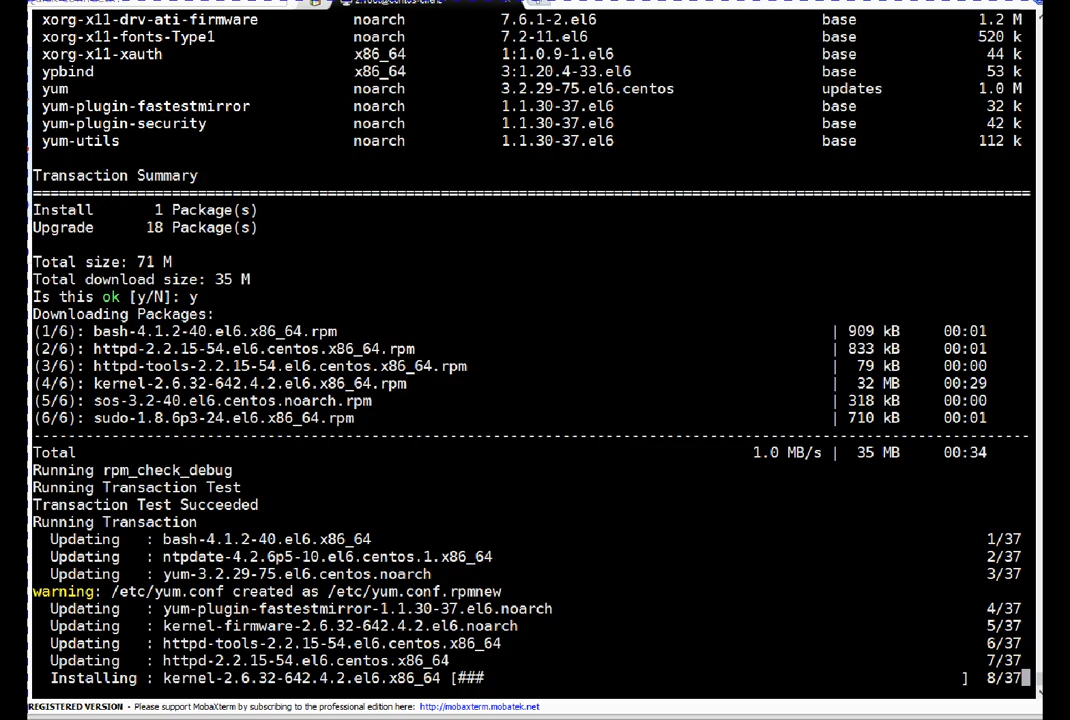 xorg-x11-drv-ati-firmware noarch 7.6.1-2.el6 base 1.2 M
xorg-x11-fonts-Type1 noarch 7.2-11.el6 base 520 k
xorg-x11-xauth x86_64 1:1.0.9-1.el6 base 44 k
ypbind x86_64 3:1.20.4-33.el6 base 53 k
yum noarch 3.2.29-75.el6.centos updates 1.0 M
yum-plugin-fastestmirror noarch 1.1.30-37.el6 base 32 k
yum-plugin-security noarch 1.1.30-37.el6 base 42 k
yum-utils noarch 1.1.30-37.el6 base 112 k
Transaction Summary
================================================================================
Install 1 Package(s)
Upgrade 18 Package(s)
Total size: 71 M
Total download size: 35 M
Is this ok [y/N]: y
Downloading Packages:
(1/6): bash-4.1.2-40.el6.x86_64.rpm | 909 kB 00:01
(2/6): httpd-2.2.15-54.el6.centos.x86_64.rpm | 833 kB 00:01
(3/6): httpd-tools-2.2.15-54.el6.centos.x86_64.rpm | 79 kB 00:00
(4/6): kernel-2.6.32-642.4.2.el6.x86_64.rpm | 32 MB 00:29
(5/6): sos-3.2-40.el6.centos.noarch.rpm | 318 kB 00:00
(6/6): sudo-1.8.6p3-24.el6.x86_64.rpm | 710 kB 00:01
--------------------------------------------------------------------------------
Total 1.0 MB/s | 35 MB 00:34
Running rpm_check_debug
Running Transaction Test
Transaction Test Succeeded
Running Transaction
Updating : bash-4.1.2-40.el6.x86_64 1/37
Updating : ntpdate-4.2.6p5-10.el6.centos.1.x86_64 2/37
Updating : yum-3.2.29-75.el6.centos.noarch 3/37
warning: /etc/yum.conf created as /etc/yum.conf.rpmnew
Updating : yum-plugin-fastestmirror-1.1.30-37.el6.noarch 4/37
Updating : kernel-firmware-2.6.32-642.4.2.el6.noarch 5/37
Updating : httpd-tools-2.2.15-54.el6.centos.x86_64 6/37
Updating : httpd-2.2.15-54.el6.centos.x86_64 7/37
Installing : kernel-2.6.32-642.4.2.el6.x86_64 [### ] 8/37
REGISTERED VERSION - Please support MobaXterm by subscribing to the professional edition here: http://mobaxterm.mobatek.net